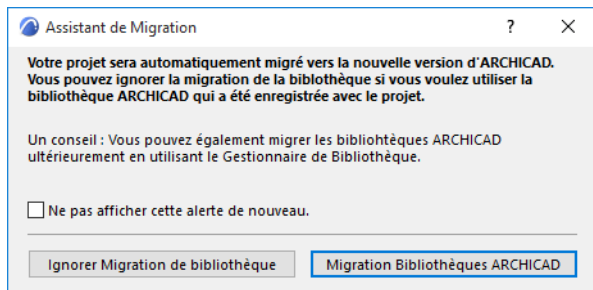 Assistant de Migration
Votre projet sera automatiquement migré vers la nouvelle version d'ARCHICAD.
Vous pouvez ignorer la migration de la biblothèque si vous voulez utiliser la
bibliothèque ARCHICAD qui a été enregistrée avec le projet.
Un conseil : Vous pouvez également migrer les bibliohtèques ARCHICAD
ultérieurement en utilisant le Gestionnaire de Bibliothèque.
Ne pas afficher cette alerte de nouveau.
Ignorer Migration de bibliothèque
Migration Bibliothèques ARCHICAD